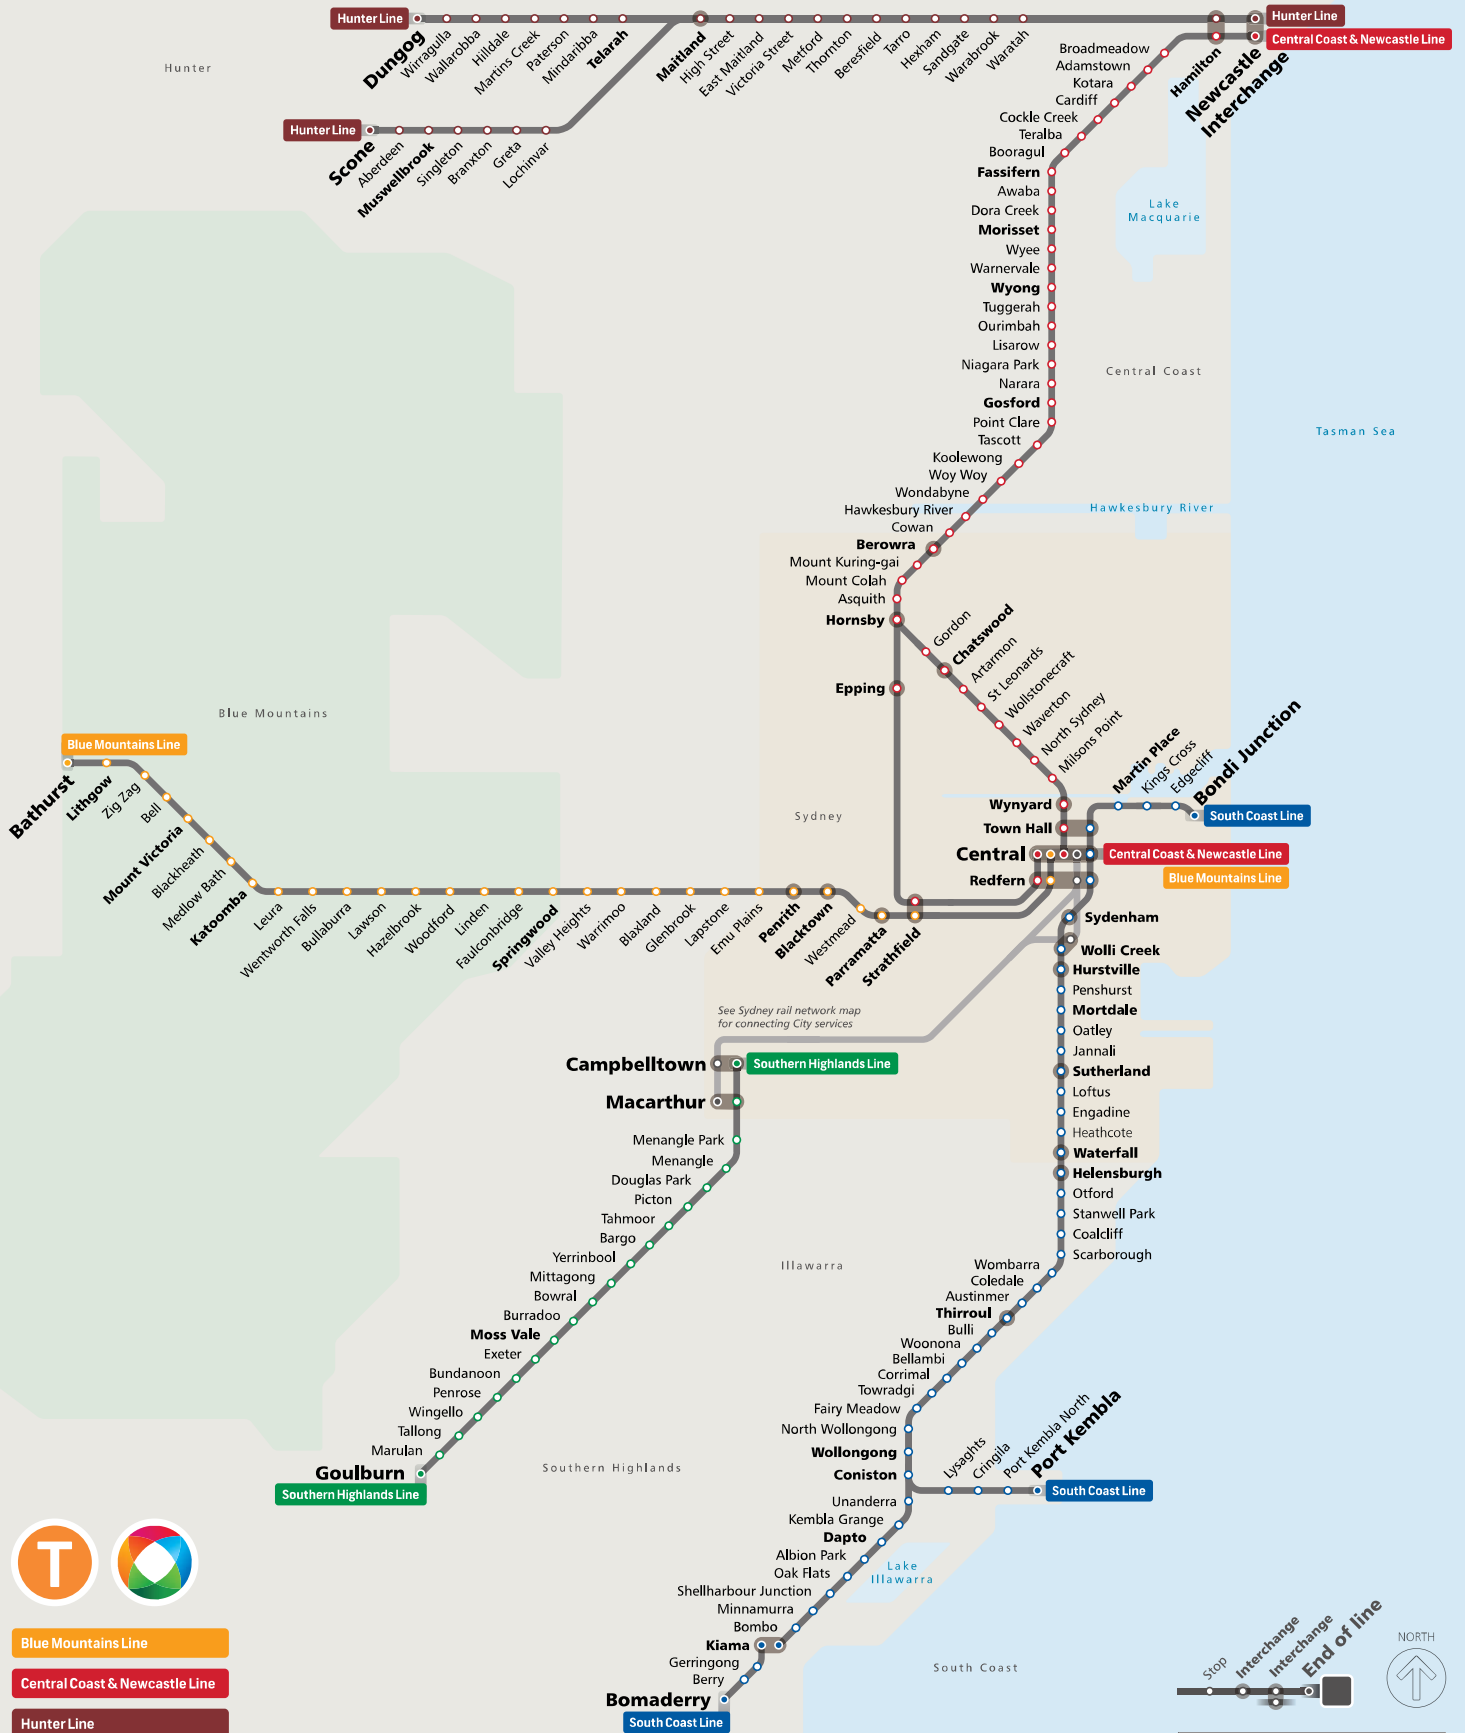 Hunter Line
Hunter Line
Central Coast & Newcastle Line
Dungog
Wirragulla
Wallarobba
Hilldale
Martins Creek
Paterson
Mindaribba
Telarah
Maitland
High Street
East Maitland
Victoria Street
Metford
Thornton
Beresfield
Tarro
Hexham
Sandgate
Warabrook
Waratah
Hamilton
Newcastle
Interchange
Hunter
Hunter Line
Scone
Aberdeen
Muswellbrook
Singleton
Branxton
Greta
Lochinvar
Broadmeadow
Adamstown
Kotara
Cardiff
Cockle Creek
Teralba
Booragul
Fassifern
Awaba
Dora Creek
Morisset
Wyee
Warnervale
Wyong
Tuggerah
Ourimbah
Lisarow
Niagara Park
Narara
Gosford
Point Clare
Tascott
Koolewong
Woy Woy
Wondabyne
Hawkesbury River
Cowan
Berowra
Mount Kuring-gai
Mount Colah
Asquith
Hornsby
Epping
Lake
Macquarie
Central Coast
Tasman Sea
Hawkesbury River
Gordon
Chatswood
Artarmon
St Leonards
Wollstonecraft
Waverton
North Sydney
Milsons Point
Wynyard
Town Hall
Central
Redfern
Martin Place
Kings Cross
Edgecliff
Bondi Junction
South Coast Line
Central Coast & Newcastle Line
Blue Mountains Line
Sydney
Blue Mountains
Blue Mountains Line
Bathurst
Lithgow
Zig Zag
Bell
Mount Victoria
Blackheath
Medlow Bath
Katoomba
Leura
Wentworth Falls
Bullaburra
Lawson
Hazelbrook
Woodford
Linden
Faulconbridge
Springwood
Valley Heights
Warrimoo
Blaxland
Glenbrook
Lapstone
Emu Plains
Penrith
Blacktown
Westmead
Parramatta
Strathfield
Sydenham
Wolli Creek
Hurstville
Penshurst
Mortdale
Oatley
Jannali
Sutherland
Loftus
Engadine
Heathcote
Waterfall
Helensburgh
Otford
Stanwell Park
Coalcliff
Scarborough
Wombarra
Coledale
Austinmer
Thirroul
Bulli
Woonona
Bellambi
Corrimal
Towradgi
Fairy Meadow
North Wollongong
Wollongong
Coniston
Lysaghts
Cringila
Port Kembla North
Port Kembla
South Coast Line
Unanderra
Kembla Grange
Dapto
Albion Park
Oak Flats
Shellharbour Junction
Minnamurra
Bombo
Kiama
Gerringong
Berry
Bomaderry
South Coast Line
Lake
Illawarra
Illawarra
South Coast
See Sydney rail network map
for connecting City services
Campbelltown
Southern Highlands Line
Macarthur
Menangle Park
Menangle
Douglas Park
Picton
Tahmoor
Bargo
Yerrinbool
Mittagong
Bowral
Burradoo
Moss Vale
Exeter
Bundanoon
Penrose
Wingello
Tallong
Marulan
Goulburn
Southern Highlands Line
Southern Highlands
T
Blue Mountains Line
Central Coast & Newcastle Line
Hunter Line
Stop
Interchange
Interchange
End of line
NORTH